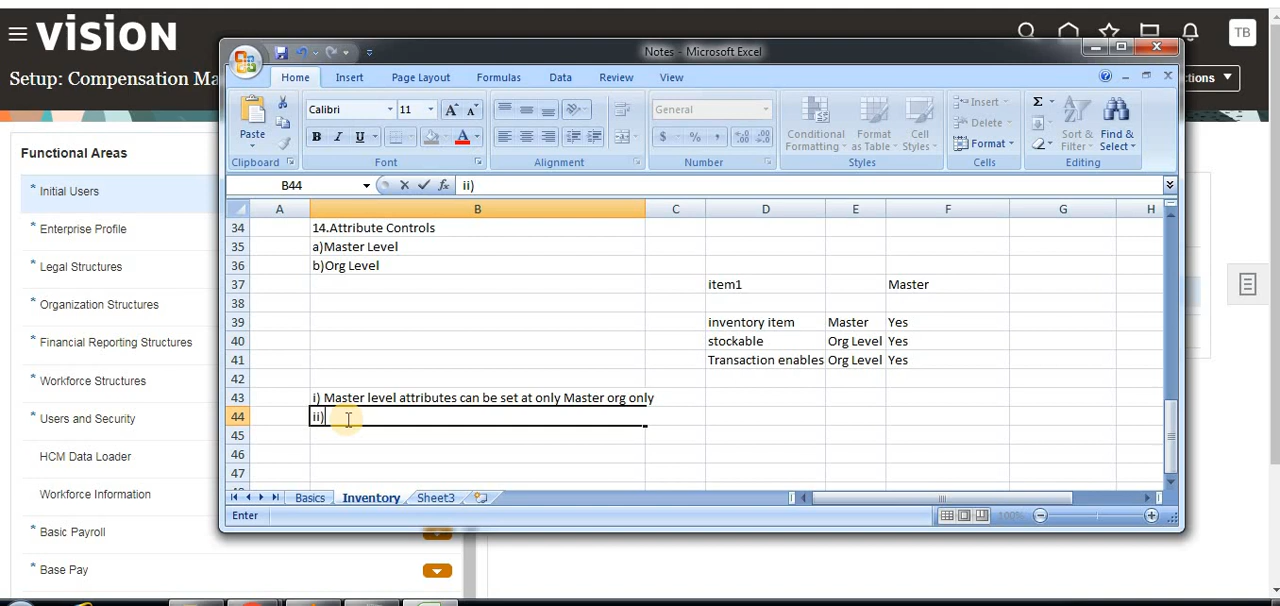 VISION
TB
Setup: Compensation Ma
ctions
Notes - Microsoft Excel
Home Insert Page Layout Formulas Data Review View
Calibri 11 General
Paste
Conditional Formatting
Format as Table
Cell Styles
Insert
Delete
Format
Sort & Filter
Find & Select
Clipboard Font Alignment Number Styles Cells Editing
B44 ii)
A B C D E F G H
34 14.Attribute Controls
35 a)Master Level
36 b)Org Level
37 item1 Master
38
39 inventory item Master Yes
40 stockable Org Level Yes
41 Transaction enables Org Level Yes
42
43 i) Master level attributes can be set at only Master org only
44 ii)
45
46
47
Basics Inventory Sheet3
Enter 100%
Functional Areas
* Initial Users
* Enterprise Profile
* Legal Structures
* Organization Structures
* Financial Reporting Structures
* Workforce Structures
* Users and Security
HCM Data Loader
Workforce Information
* Basic Payroll
* Base Pay